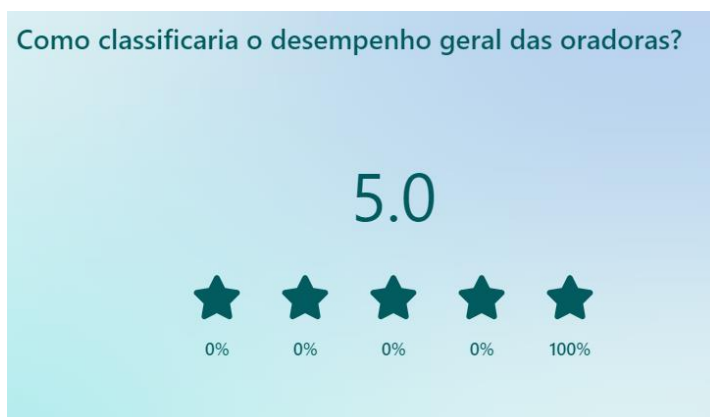 Como classificaria o desempenho geral das oradoras?
5.0
0% 0% 0% 0% 100%